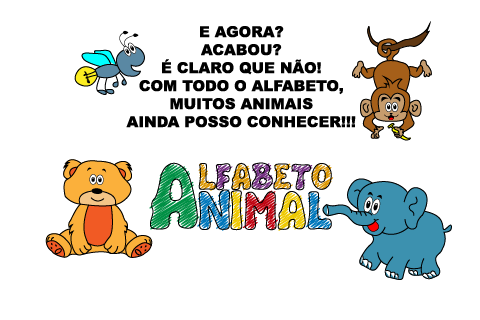 E AGORA?
ACABOU?
É CLARO QUE NÃO!
COM TODO O ALFABETO,
MUITOS ANIMAIS
AINDA POSSO CONHECER!!!
ALFABETO
ANIMAL